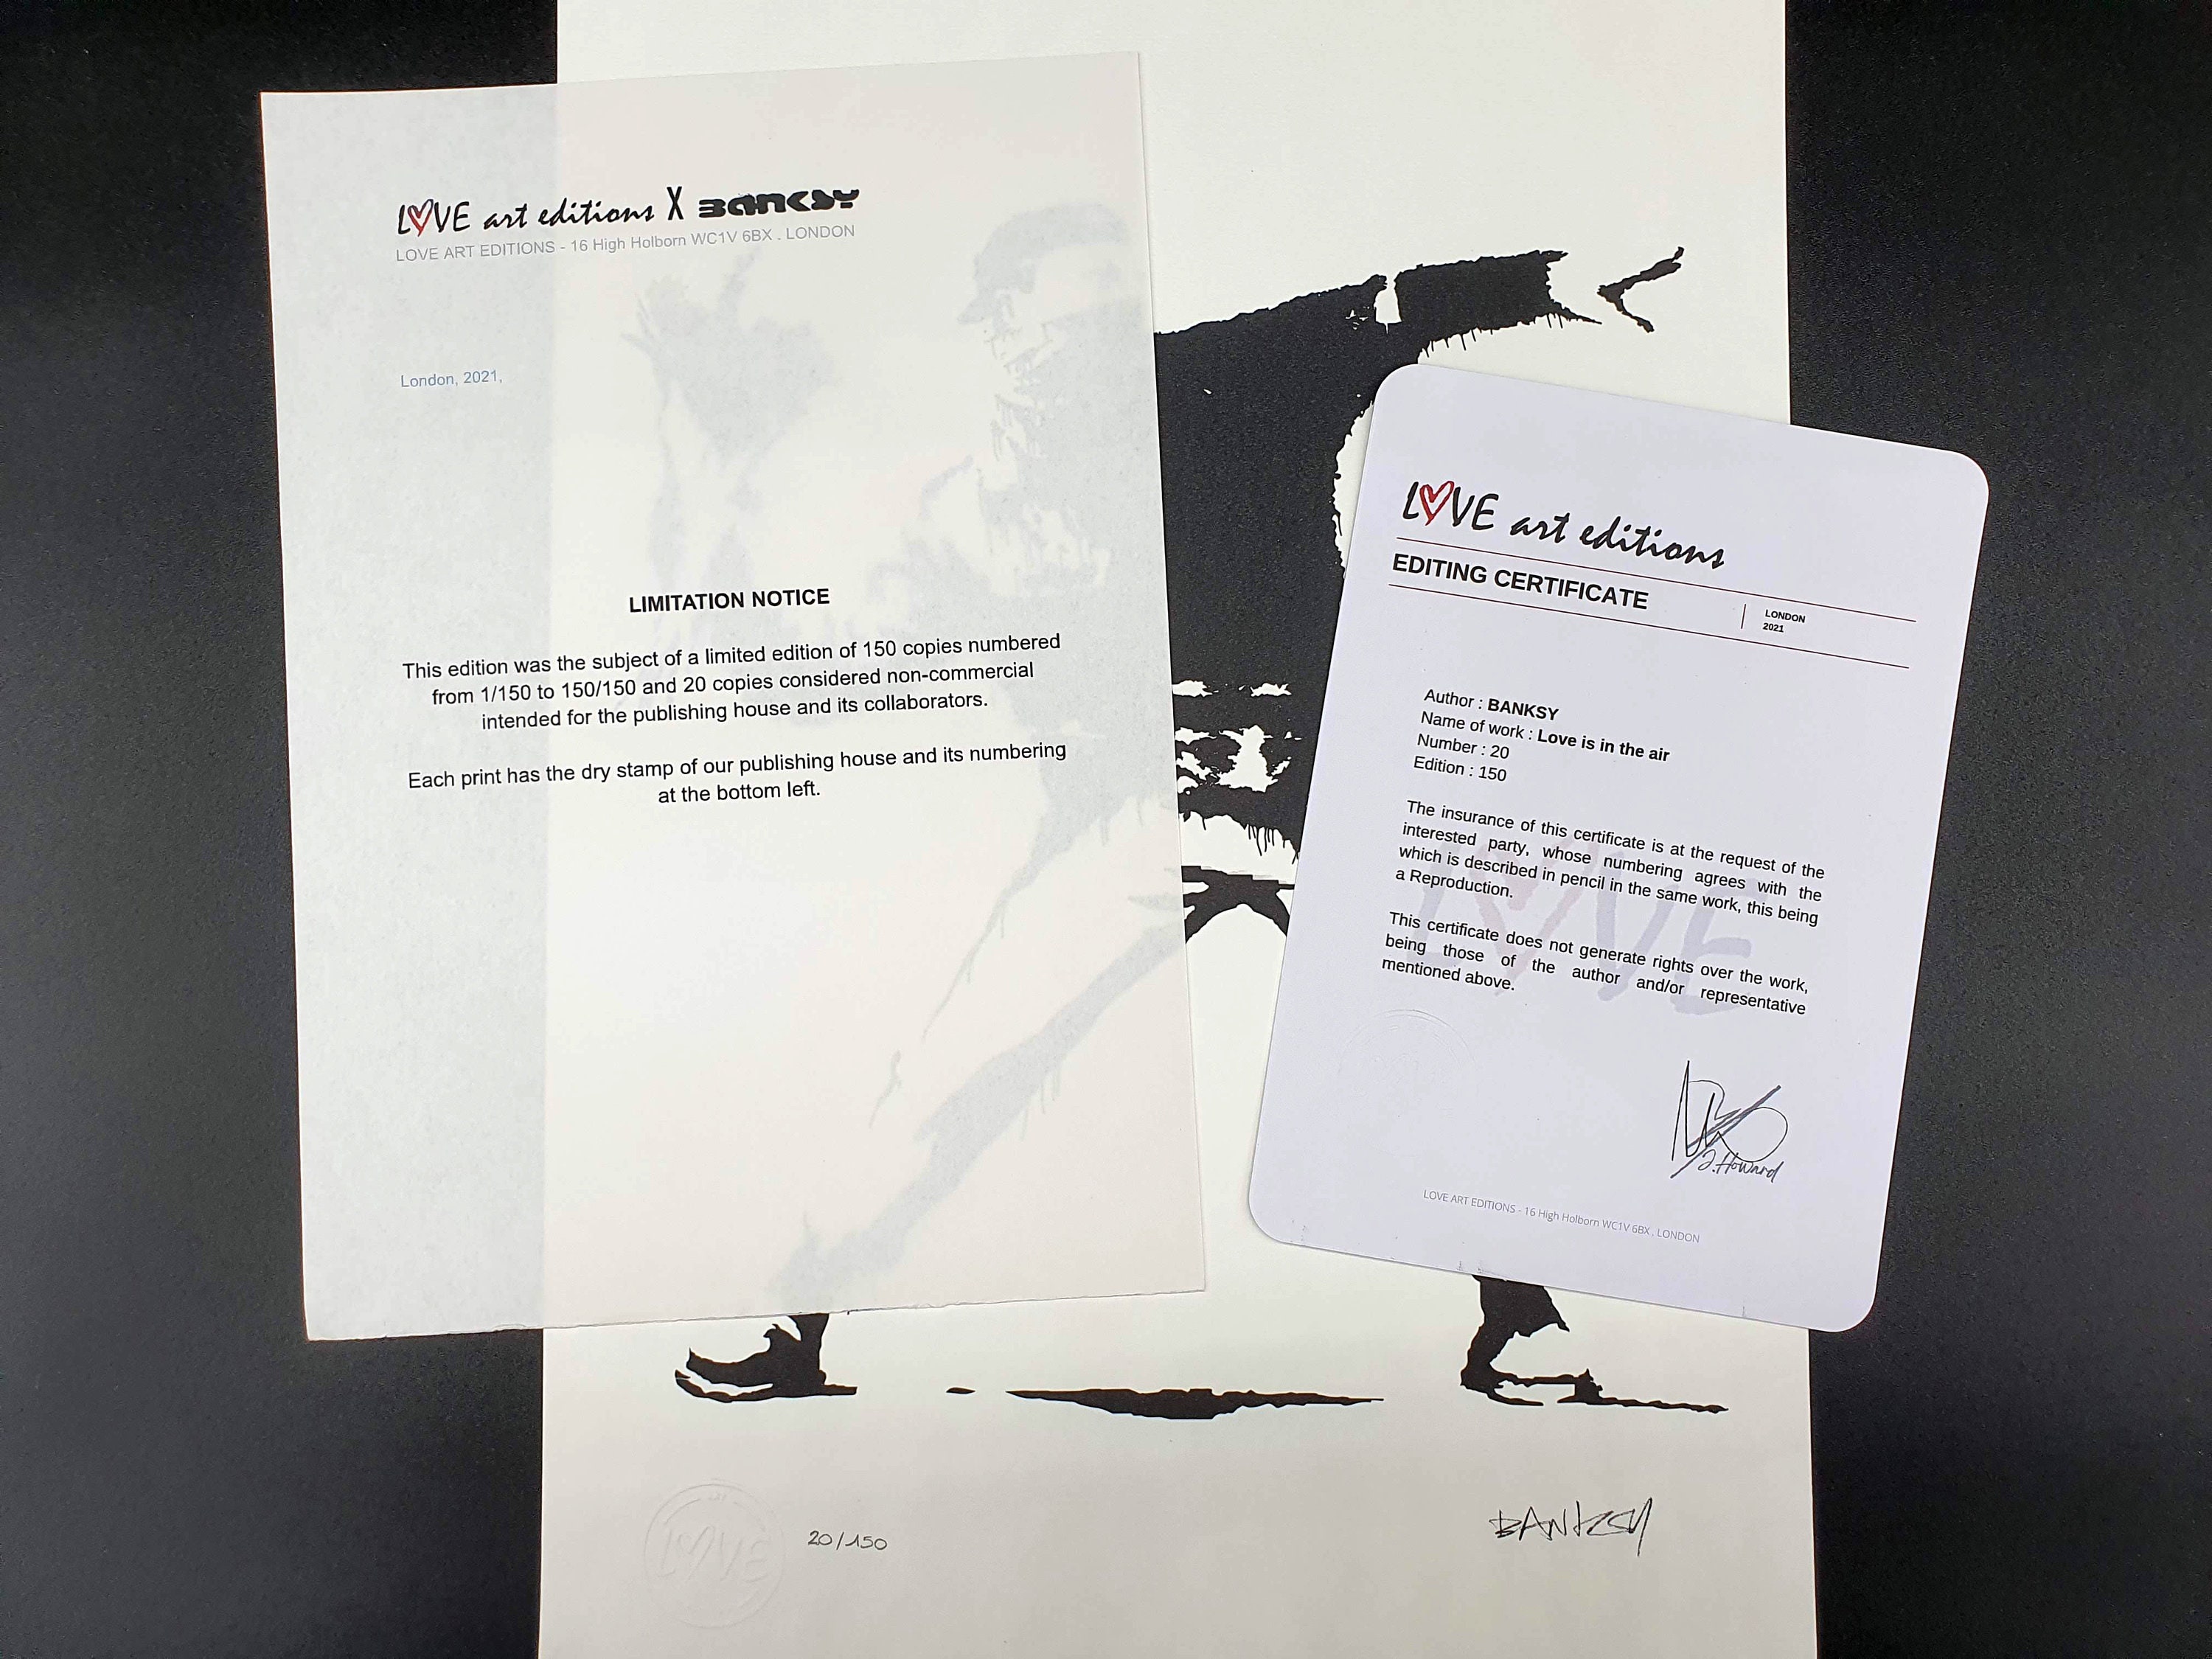 LOVE art editions X BANKSY
LOVE ART EDITIONS - 16 High Holborn WC1V 6BX . LONDON
London, 2021,
LIMITATION NOTICE
This edition was the subject of a limited edition of 150 copies numbered
from 1/150 to 150/150 and 20 copies considered non-commercial
intended for the publishing house and its collaborators.
Each print has the dry stamp of our publishing house and its numbering
at the bottom left.
LOVE art editions
EDITING CERTIFICATE
LONDON
2021
Author : BANKSY
Name of work : Love is in the air
Number : 20
Edition : 150
The insurance of this certificate is at the request of the
interested party, whose numbering agrees with the
which is described in pencil in the same work, this being
a Reproduction.
This certificate does not generate rights over the work,
being those of the author and/or representative
mentioned above.
LOVE
J.Howard
LOVE ART EDITIONS - 16 High Holborn WC1V 6BX . LONDON
LOVE
20/150
BANKSY